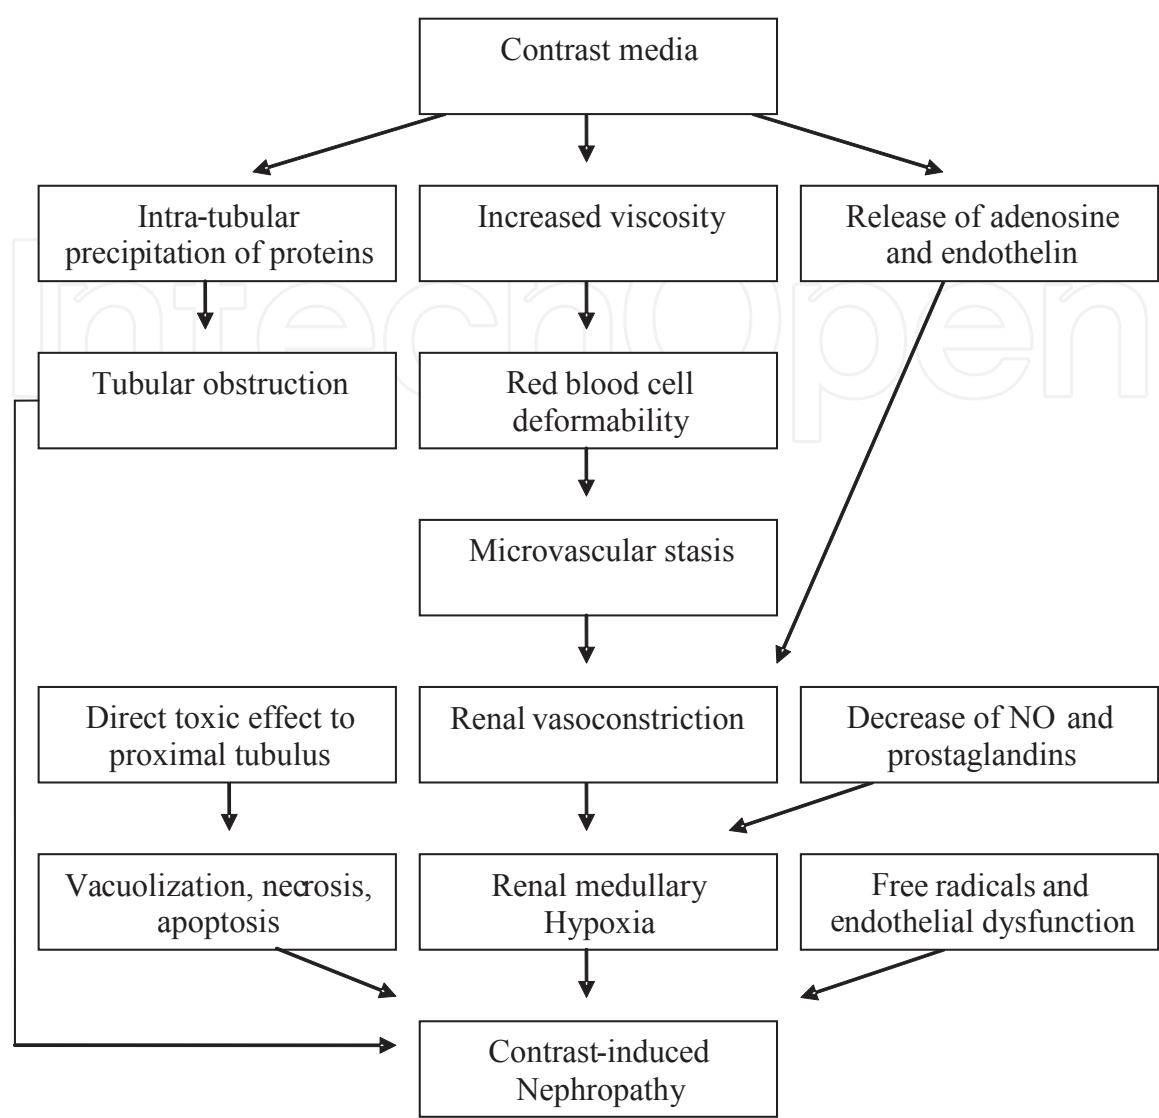 Contrast media
Intra-tubular
precipitation of proteins
Increased viscosity
Release of adenosine
and endothelin
IntechOpen
Tubular obstruction
Red blood cell
deformability
Microvascular stasis
Direct toxic effect to
proximal tubulus
Renal vasoconstriction
Decrease of NO and
prostaglandins
Vacuolization, necrosis,
apoptosis
Renal medullary
Hypoxia
Free radicals and
endothelial dysfunction
Contrast-induced
Nephropathy